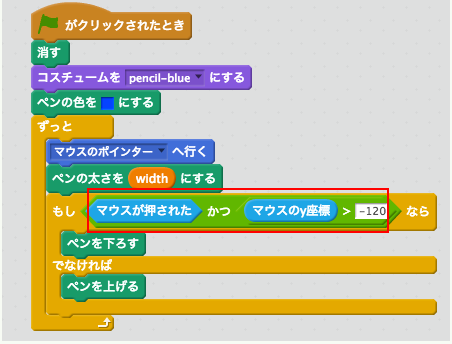 がクリックされたとき
消す
コスチュームを pencil-blue にする
ペンの色を にする
ずっと
マウスのポインター へ行く
ペンの太さを width にする
もし マウスが押された かつ マウスのy座標 > -120 なら
ペンを下ろす
でなければ
ペンを上げる